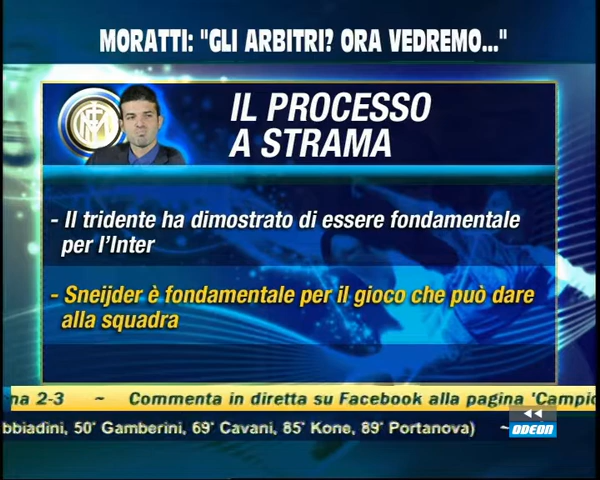 MORATTI: "GLI ARBITRI? ORA VEDREMO..."
IL PROCESSO
A STRAMA
- Il tridente ha dimostrato di essere fondamentale
per l'Inter
- Sneijder è fondamentale per il gioco che può dare
alla squadra
na 2-3 ~ Commenta in diretta su Facebook alla pagina 'Campio
bbiadini, 50' Gamberini, 69' Cavani, 85' Kone, 89' Portanova) ~
ODEON